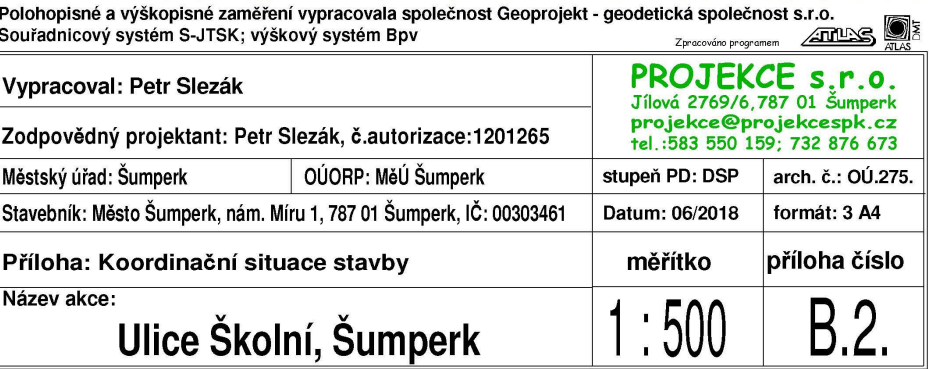 Polohopisné a výškopisné zaměření vypracovala společnost Geoprojekt - geodetická společnost s.r.o.
Souřadnicový systém S-JTSK; výškový systém Bpv
Zpracováno programem ATLAS
ATLAS DMT
Vypracoval: Petr Slezák
Zodpovědný projektant: Petr Slezák, č.autorizace:1201265
PROJEKCE s.r.o.
Jílová 2769/6,787 01 Šumperk
projekce@projekcespk.cz
tel.:583 550 159; 732 876 673
Městský úřad: Šumperk
OÚORP: MěÚ Šumperk
stupeň PD: DSP
arch. č.: OÚ.275.
Stavebník: Město Šumperk, nám. Míru 1, 787 01 Šumperk, IČ: 00303461
Datum: 06/2018
formát: 3 A4
Příloha: Koordinační situace stavby
měřítko
příloha číslo
Název akce:
Ulice Školní, Šumperk
1 : 500
B.2.